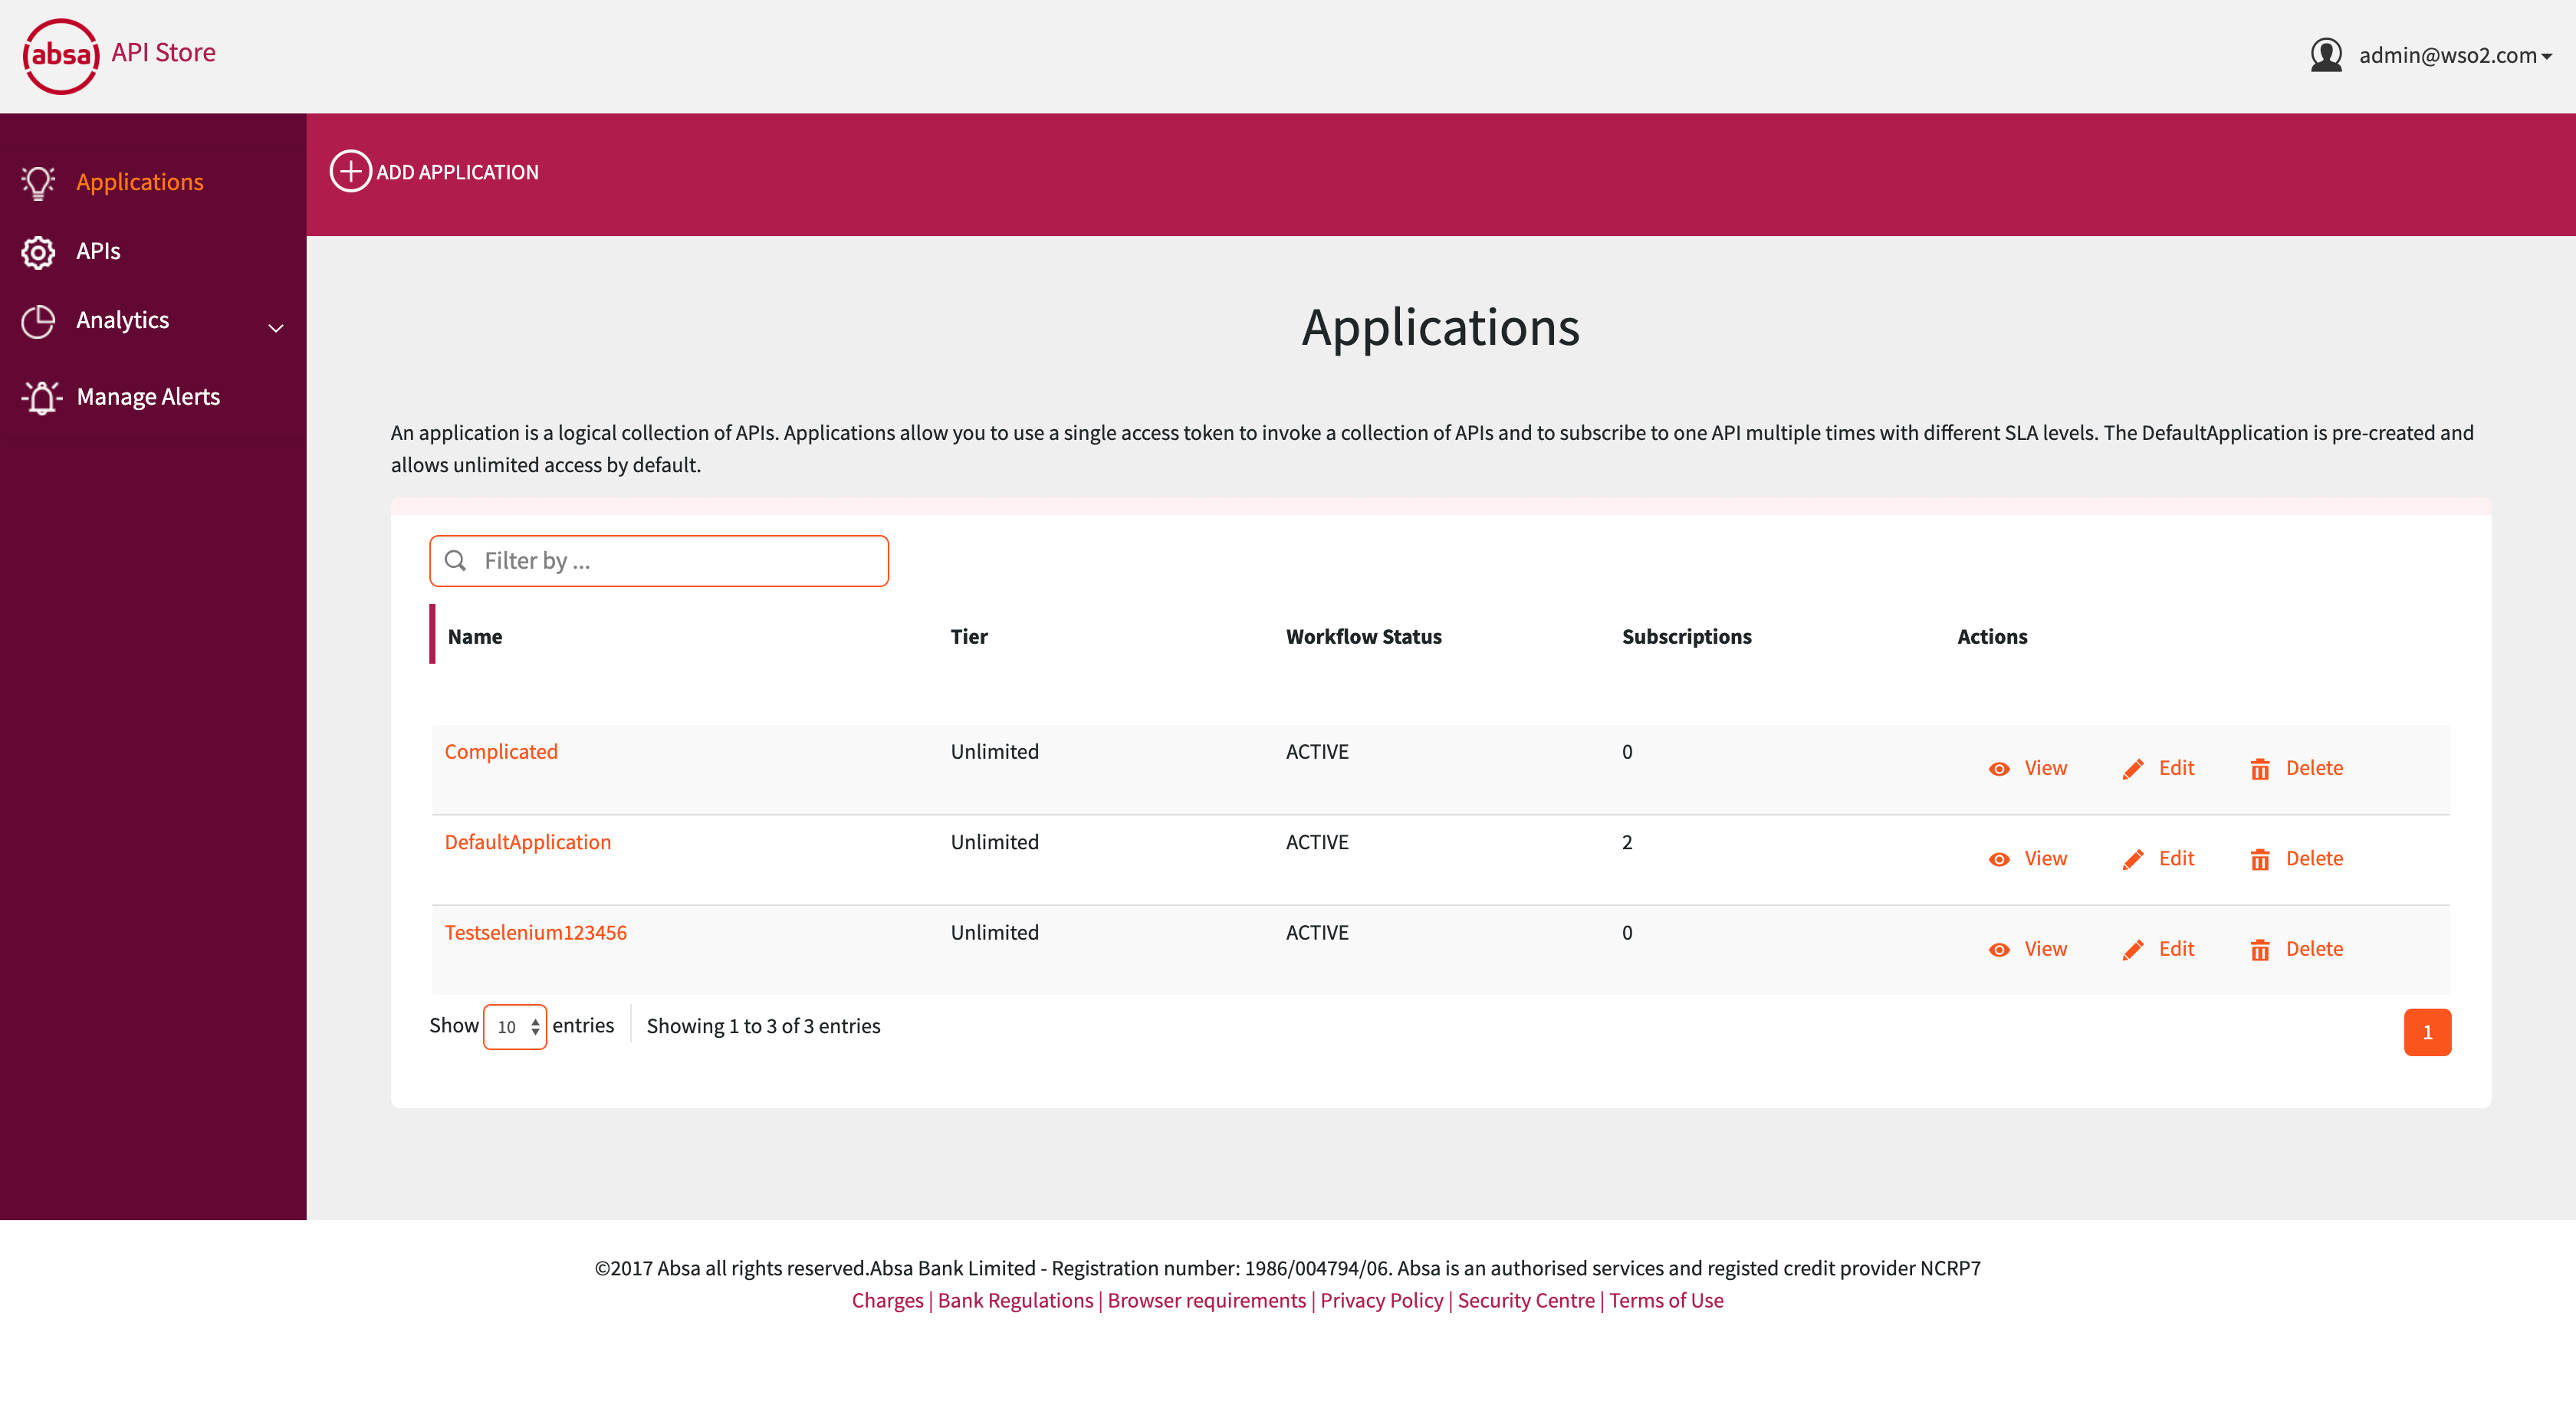 absa API Store
admin@wso2.com
Applications
APIs
Analytics
Manage Alerts
ADD APPLICATION
Applications
An application is a logical collection of APIs. Applications allow you to use a single access token to invoke a collection of APIs and to subscribe to one API multiple times with different SLA levels. The DefaultApplication is pre-created and
allows unlimited access by default.
Filter by ...
Name Tier Workflow Status Subscriptions Actions
Complicated Unlimited ACTIVE 0 View Edit Delete
DefaultApplication Unlimited ACTIVE 2 View Edit Delete
Testselenium123456 Unlimited ACTIVE 0 View Edit Delete
Show 10 entries Showing 1 to 3 of 3 entries 1
©2017 Absa all rights reserved.Absa Bank Limited - Registration number: 1986/004794/06. Absa is an authorised services and registed credit provider NCRP7
Charges | Bank Regulations | Browser requirements | Privacy Policy | Security Centre | Terms of Use